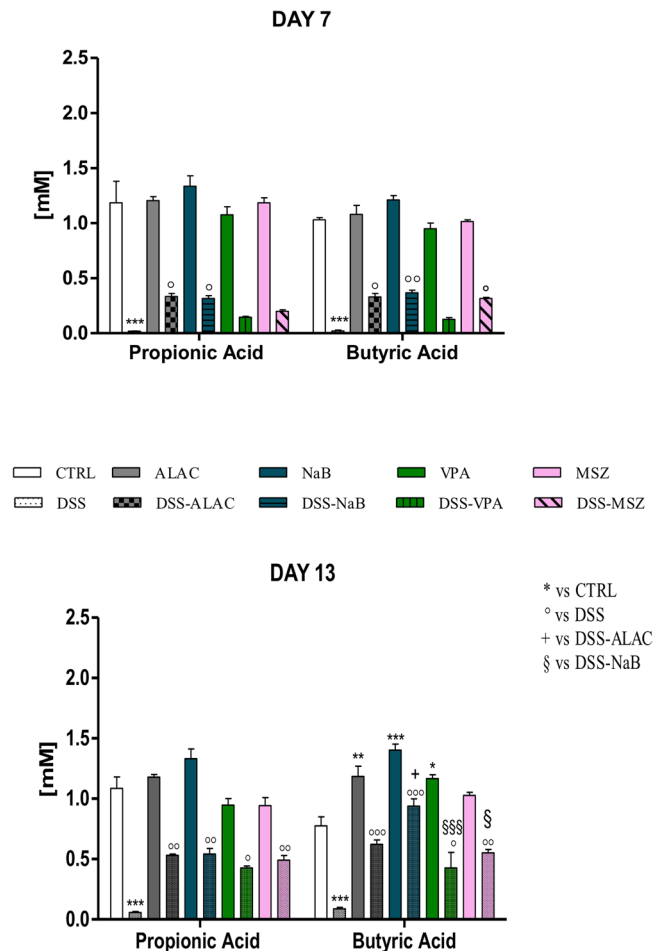 DAY 7
2.5
2.0
1.5
1.0
0.5
0.0
[mM]
***
°
°
***
°
°°
°
Propionic Acid
Butyric Acid
CTRL ALAC NaB VPA MSZ
DSS DSS-ALAC DSS-NaB DSS-VPA DSS-MSZ
DAY 13
* vs CTRL
° vs DSS
+ vs DSS-ALAC
§ vs DSS-NaB
2.5
2.0
1.5
1.0
0.5
0.0
[mM]
***
°°
°°
°
°°
***
**
°°°
***
+
°°°
*
§§§
°
§
°°
Propionic Acid
Butyric Acid